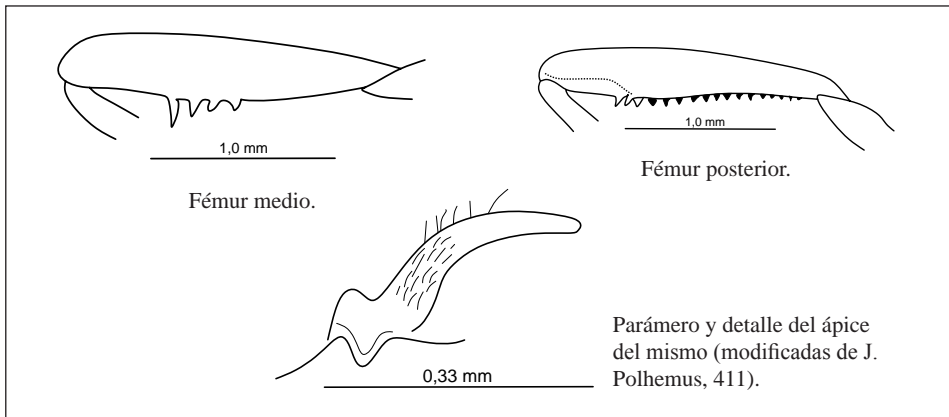 1,0 mm
Fémur medio.
1,0 mm
Fémur posterior.
0,33 mm
Parámero y detalle del ápice
del mismo (modificadas de J.
Polhemus, 411).